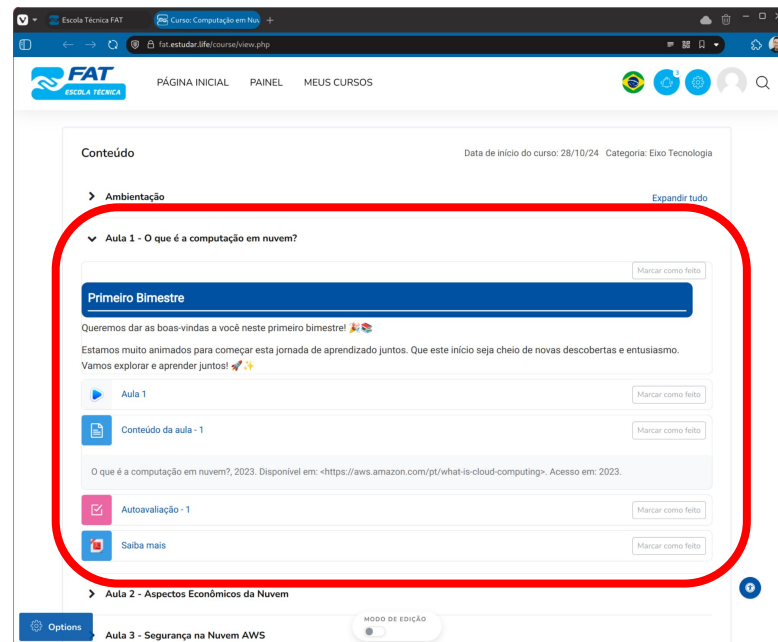 Escola Técnica FAT
Curso: Computação em Nuv
fat.estudar.life/course/view.php
FAT
ESCOLA TÉCNICA
PÁGINA INICIAL PAINEL MEUS CURSOS
Conteúdo
Data de início do curso: 28/10/24 Categoria: Eixo Tecnologia
Ambientação
Expandir tudo
Aula 1 - O que é a computação em nuvem?
Marcar como feito
Primeiro Bimestre
Queremos dar as boas-vindas a você neste primeiro bimestre! 🎉📚
Estamos muito animados para começar esta jornada de aprendizado juntos. Que este início seja cheio de novas descobertas e entusiasmo.
Vamos explorar e aprender juntos! 🚀✨
Aula 1
Marcar como feito
Conteúdo da aula - 1
Marcar como feito
O que é a computação em nuvem?, 2023. Disponível em: <https://aws.amazon.com/pt/what-is-cloud-computing>. Acesso em: 2023.
Autoavaliação - 1
Marcar como feito
Saiba mais
Marcar como feito
Aula 2 - Aspectos Econômicos da Nuvem
MODO DE EDIÇÃO
Options
Aula 3 - Segurança na Nuvem AWS